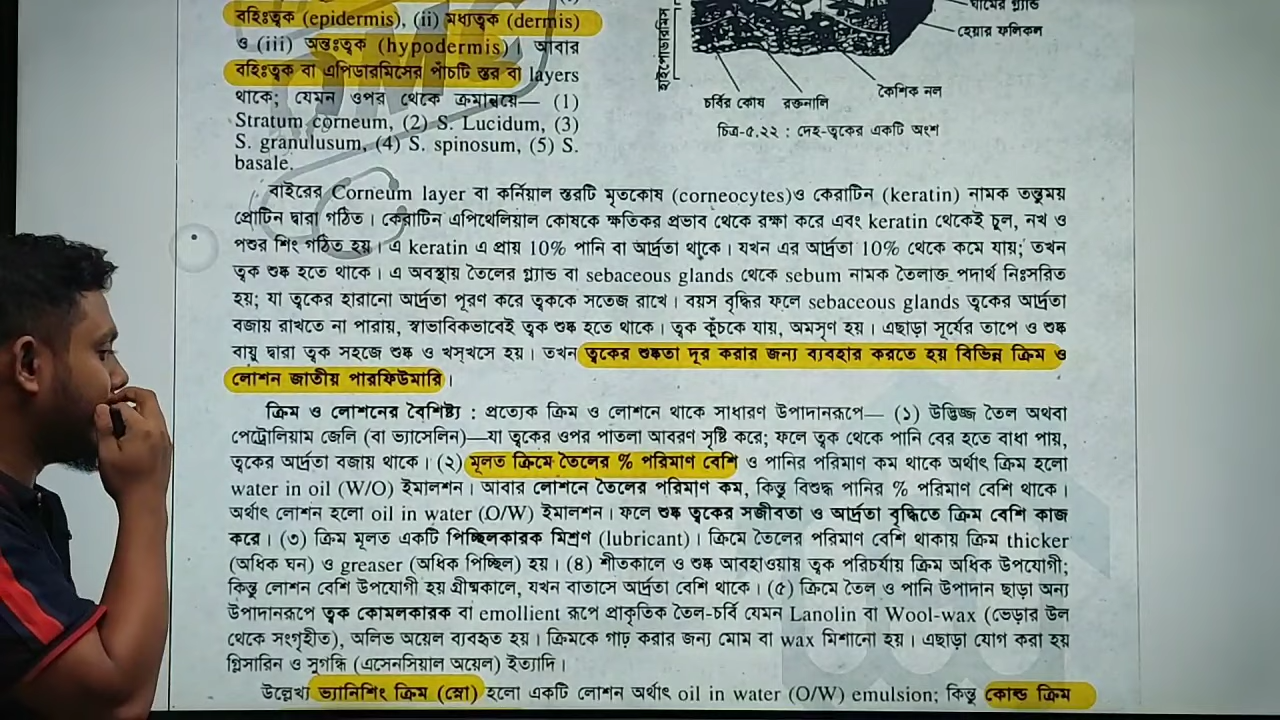 বহিঃত্বক (epidermis), (ii) মধ্যত্বক (dermis)
ও (iii) অন্তঃত্বক (hypodermis)। আবার
বহিঃত্বক বা এপিডারমিসের পাঁচটি স্তর বা layers
থাকে; যেমন ওপর থেকে ক্রমান্বয়ে— (1)
Stratum corneum, (2) S. Lucidum, (3)
S. granulusum, (4) S. spinosum, (5) S.
basale.
হাইপোডারমিস
ঘামের গ্ল্যান্ড
হেয়ার ফলিকল
কৈশিক নল
চর্বির কোষ রক্তনালি
চিত্র-৫.২২ : দেহ-ত্বকের একটি অংশ
বাইরের Corneum layer বা কর্নিয়াল স্তরটি মৃতকোষ (corneocytes)ও কেরাটিন (keratin) নামক তন্তুময়
প্রোটিন দ্বারা গঠিত। কেরাটিন এপিথেলিয়াল কোষকে ক্ষতিকর প্রভাব থেকে রক্ষা করে এবং keratin থেকেই চুল, নখ ও
পশুর শিং গঠিত হয়। এ keratin এ প্রায় 10% পানি বা আর্দ্রতা থাকে। যখন এর আর্দ্রতা 10% থেকে কমে যায়; তখন
ত্বক শুষ্ক হতে থাকে। এ অবস্থায় তৈলের গ্ল্যান্ড বা sebaceous glands থেকে sebum নামক তৈলাক্ত পদার্থ নিঃসরিত
হয়; যা ত্বকের হারানো আর্দ্রতা পূরণ করে ত্বককে সতেজ রাখে। বয়স বৃদ্ধির ফলে sebaceous glands ত্বকের আর্দ্রতা
বজায় রাখতে না পারায়, স্বাভাবিকভাবেই ত্বক শুষ্ক হতে থাকে। ত্বক কুঁচকে যায়, অমসৃণ হয়। এছাড়া সূর্যের তাপে ও শুষ্ক
বায়ু দ্বারা ত্বক সহজে শুষ্ক ও খস্খসে হয়। তখন ত্বকের শুষ্কতা দূর করার জন্য ব্যবহার করতে হয় বিভিন্ন ক্রিম ও
লোশন জাতীয় পারফিউমারি।
ক্রিম ও লোশনের বৈশিষ্ট্য : প্রত্যেক ক্রিম ও লোশনে থাকে সাধারণ উপাদানরূপে— (১) উদ্ভিজ্জ তৈল অথবা
পেট্রোলিয়াম জেলি (বা ভ্যাসেলিন)—যা ত্বকের ওপর পাতলা আবরণ সৃষ্টি করে; ফলে ত্বক থেকে পানি বের হতে বাধা পায়,
ত্বকের আর্দ্রতা বজায় থাকে। (২) মূলত ক্রিমে তৈলের % পরিমাণ বেশি ও পানির পরিমাণ কম থাকে অর্থাৎ ক্রিম হলো
water in oil (W/O) ইমালশন। আবার লোশনে তৈলের পরিমাণ কম, কিন্তু বিশুদ্ধ পানির % পরিমাণ বেশি থাকে।
অর্থাৎ লোশন হলো oil in water (O/W) ইমালশন। ফলে শুষ্ক ত্বকের সজীবতা ও আর্দ্রতা বৃদ্ধিতে ক্রিম বেশি কাজ
করে। (৩) ক্রিম মূলত একটি পিচ্ছিলকারক মিশ্রণ (lubricant)। ক্রিমে তৈলের পরিমাণ বেশি থাকায় ক্রিম thicker
(অধিক ঘন) ও greaser (অধিক পিচ্ছিল) হয়। (৪) শীতকালে ও শুষ্ক আবহাওয়ায় ত্বক পরিচর্যায় ক্রিম অধিক উপযোগী;
কিন্তু লোশন বেশি উপযোগী হয় গ্রীষ্মকালে, যখন বাতাসে আর্দ্রতা বেশি থাকে। (৫) ক্রিমে তৈল ও পানি উপাদান ছাড়া অন্য
উপাদানরূপে ত্বক কোমলকারক বা emollient রূপে প্রাকৃতিক তৈল-চর্বি যেমন Lanolin বা Wool-wax (ভেড়ার উল
থেকে সংগৃহীত), অলিভ অয়েল ব্যবহৃত হয়। ক্রিমকে গাঢ় করার জন্য মোম বা wax মিশানো হয়। এছাড়া যোগ করা হয়
গ্লিসারিন ও সুগন্ধি (এসেনসিয়াল অয়েল) ইত্যাদি।
উল্লেখ্য ভ্যানিশিং ক্রিম (স্নো) হলো একটি লোশন অর্থাৎ oil in water (O/W) emulsion; কিন্তু কোল্ড ক্রিম